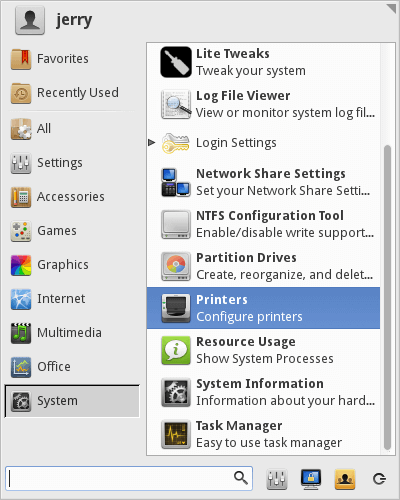 jerry
Favorites
Recently Used
All
Settings
Accessories
Games
Graphics
Internet
Multimedia
Office
System
Lite Tweaks
Tweak your system
Log File Viewer
View or monitor system log fil...
Login Settings
Network Share Settings
Set your Network Share Setti...
NTFS Configuration Tool
Enable/disable write support...
Partition Drives
Create, reorganize, and delet...
Printers
Configure printers
Resource Usage
Show System Processes
System Information
Information about your hard...
Task Manager
Easy to use task manager